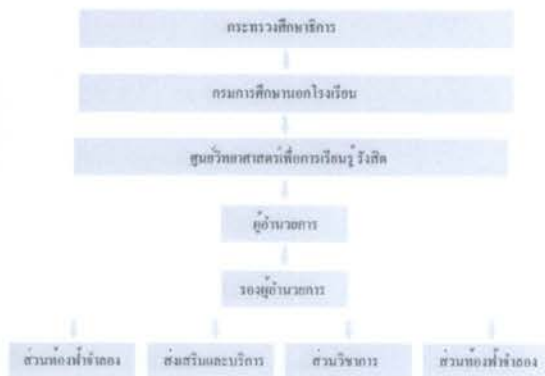 กระทรวงศึกษาธิการ
กรมการศึกษานอกโรงเรียน
ศูนย์วิทยาศาสตร์เพื่อการเรียนรู้ รังสิต
ผู้อำนวยการ
รองผู้อำนวยการ
ส่วนท้องฟ้าจำลอง
ส่งเสริมและบริการ
ส่วนวิชาการ
ส่วนท้องฟ้าจำลอง